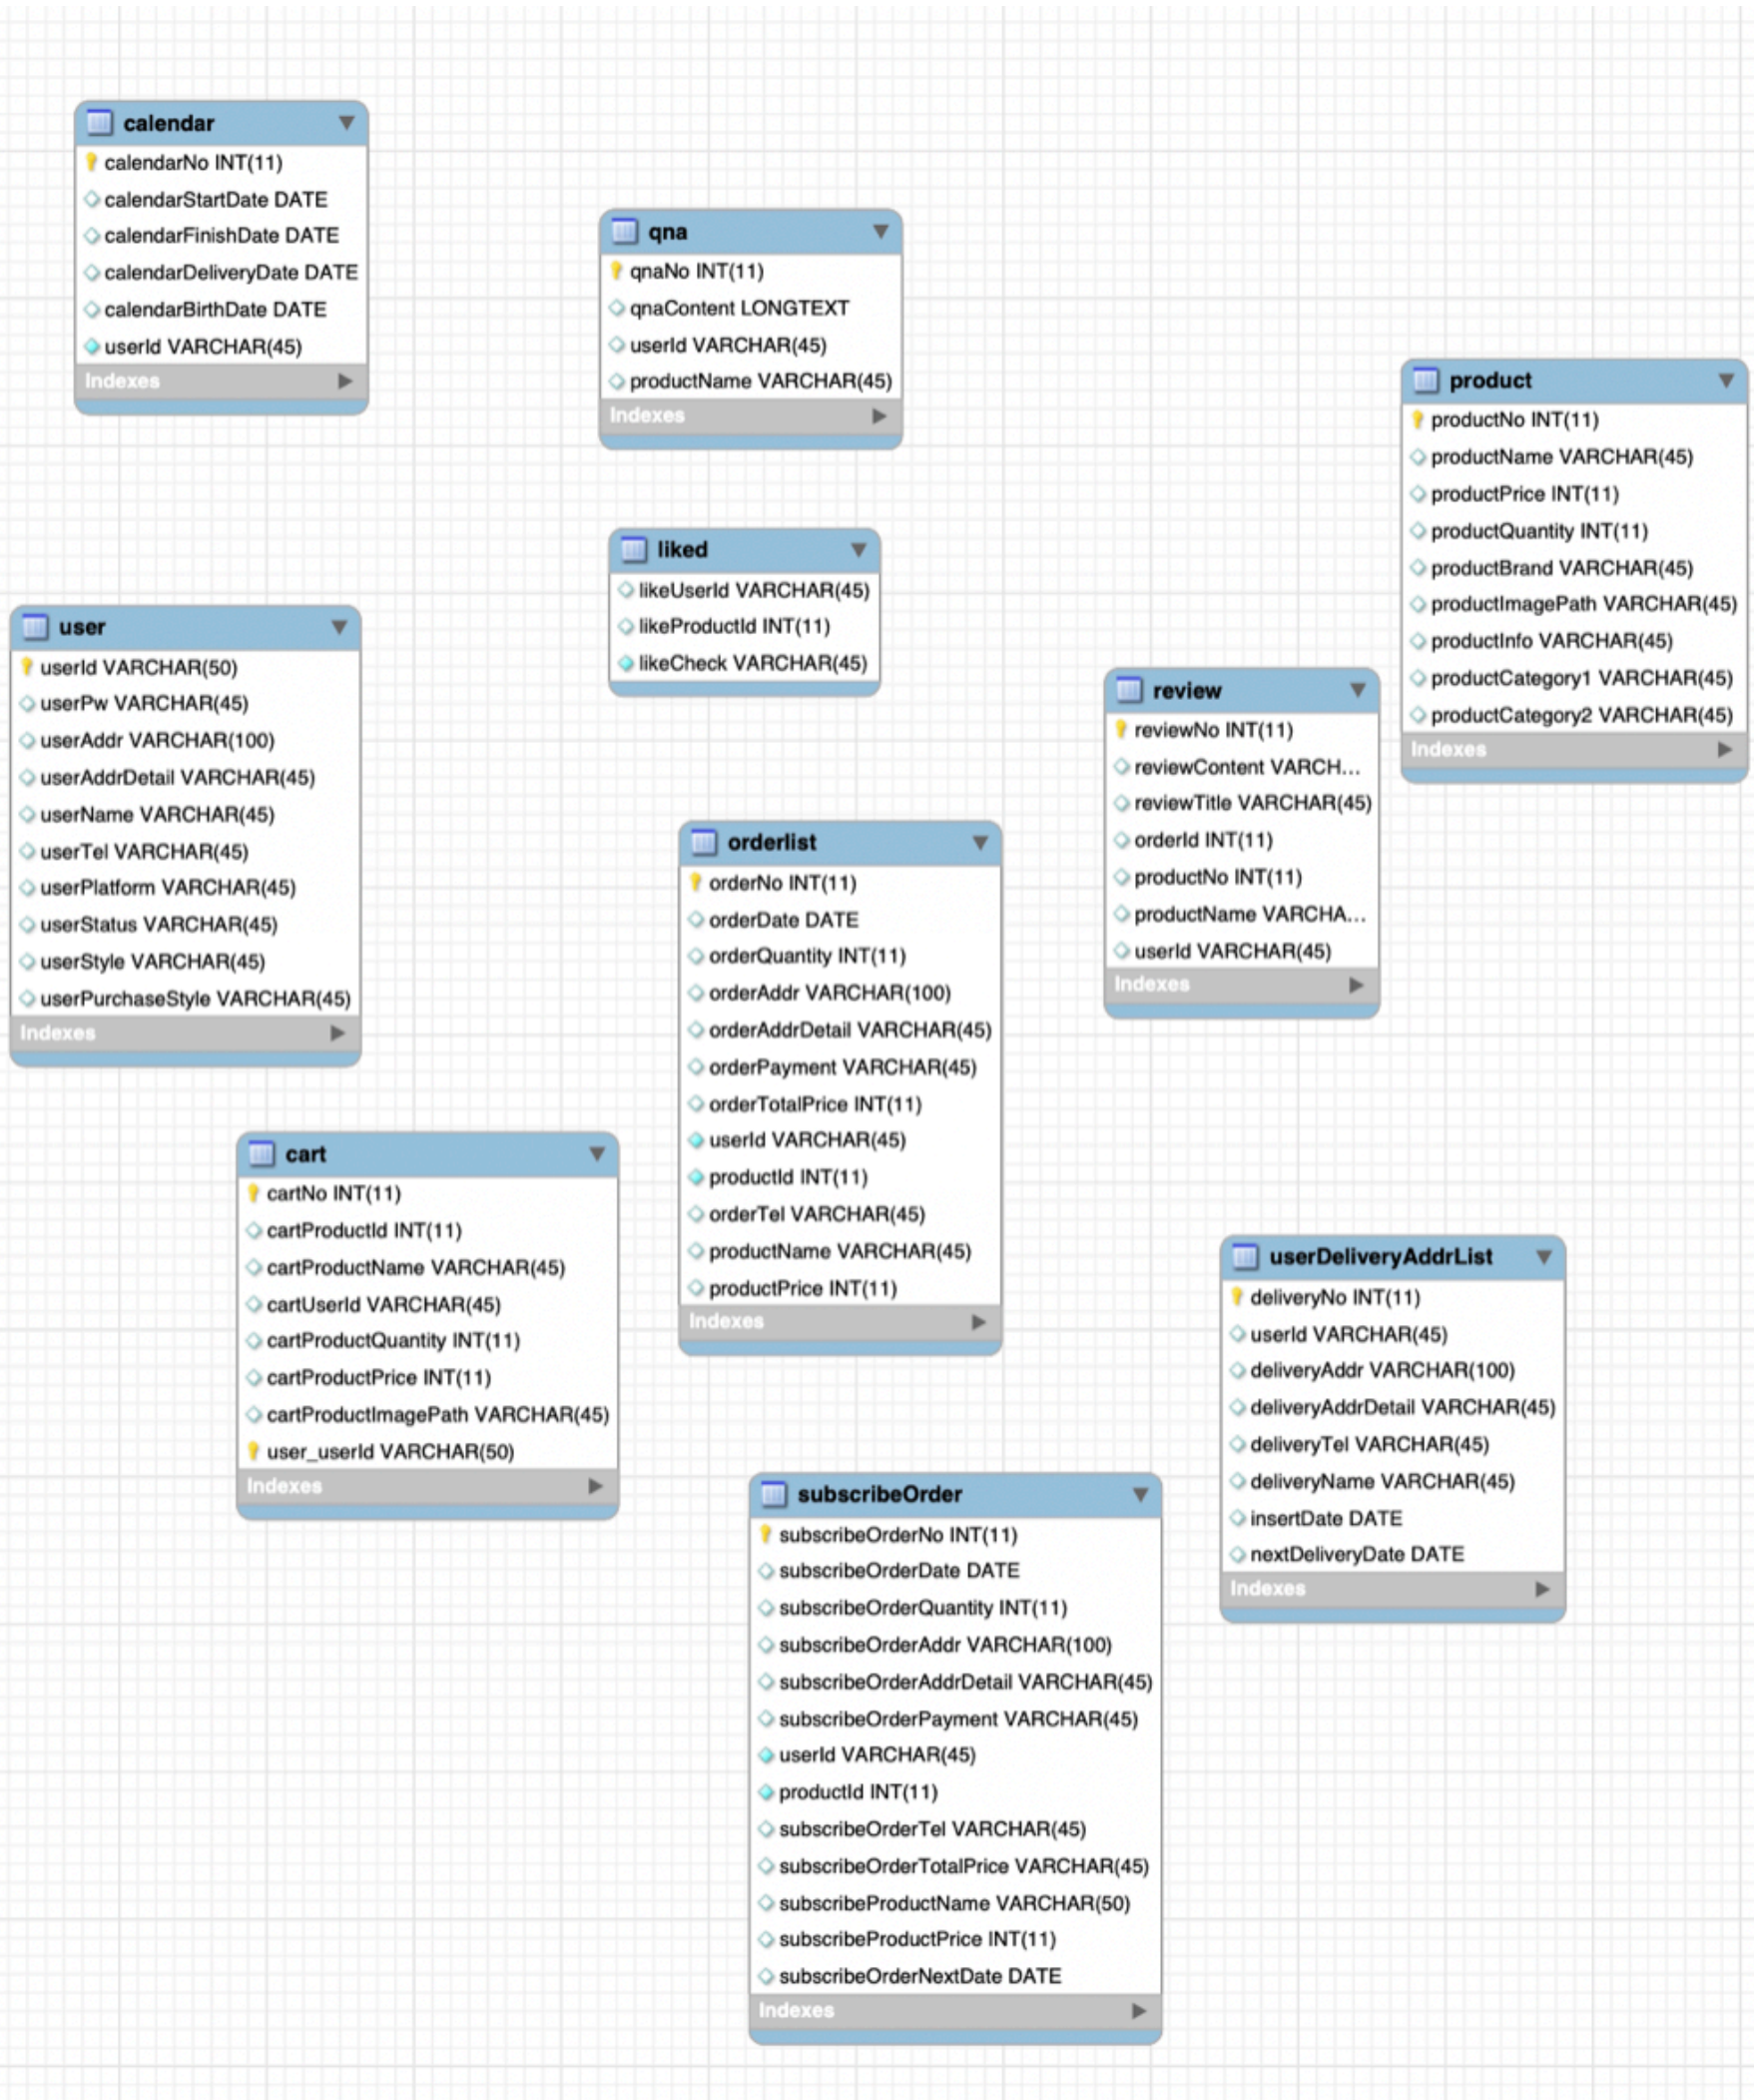 calendar
calendarNo INT(11)
calendarStartDate DATE
calendarFinishDate DATE
calendarDeliveryDate DATE
calendarBirthDate DATE
userId VARCHAR(45)
Indexes
qna
qnaNo INT(11)
qnaContent LONGTEXT
userId VARCHAR(45)
productName VARCHAR(45)
Indexes
product
productNo INT(11)
productName VARCHAR(45)
productPrice INT(11)
productQuantity INT(11)
productBrand VARCHAR(45)
productImagePath VARCHAR(45)
productInfo VARCHAR(45)
productCategory1 VARCHAR(45)
productCategory2 VARCHAR(45)
Indexes
liked
likeUserId VARCHAR(45)
likeProductId INT(11)
likeCheck VARCHAR(45)
user
userId VARCHAR(50)
userPw VARCHAR(45)
userAddr VARCHAR(100)
userAddrDetail VARCHAR(45)
userName VARCHAR(45)
userTel VARCHAR(45)
userPlatform VARCHAR(45)
userStatus VARCHAR(45)
userStyle VARCHAR(45)
userPurchaseStyle VARCHAR(45)
Indexes
review
reviewNo INT(11)
reviewContent VARCH...
reviewTitle VARCHAR(45)
orderId INT(11)
productNo INT(11)
productName VARCHA...
userId VARCHAR(45)
Indexes
orderlist
orderNo INT(11)
orderDate DATE
orderQuantity INT(11)
orderAddr VARCHAR(100)
orderAddrDetail VARCHAR(45)
orderPayment VARCHAR(45)
orderTotalPrice INT(11)
userId VARCHAR(45)
productId INT(11)
orderTel VARCHAR(45)
productName VARCHAR(45)
productPrice INT(11)
Indexes
cart
cartNo INT(11)
cartProductId INT(11)
cartProductName VARCHAR(45)
cartUserId VARCHAR(45)
cartProductQuantity INT(11)
cartProductPrice INT(11)
cartProductImagePath VARCHAR(45)
user_userId VARCHAR(50)
Indexes
userDeliveryAddrList
deliveryNo INT(11)
userId VARCHAR(45)
deliveryAddr VARCHAR(100)
deliveryAddrDetail VARCHAR(45)
deliveryTel VARCHAR(45)
deliveryName VARCHAR(45)
insertDate DATE
nextDeliveryDate DATE
Indexes
subscribeOrder
subscribeOrderNo INT(11)
subscribeOrderDate DATE
subscribeOrderQuantity INT(11)
subscribeOrderAddr VARCHAR(100)
subscribeOrderAddrDetail VARCHAR(45)
subscribeOrderPayment VARCHAR(45)
userId VARCHAR(45)
productId INT(11)
subscribeOrderTel VARCHAR(45)
subscribeOrderTotalPrice VARCHAR(45)
subscribeProductName VARCHAR(50)
subscribeProductPrice INT(11)
subscribeOrderNextDate DATE
Indexes